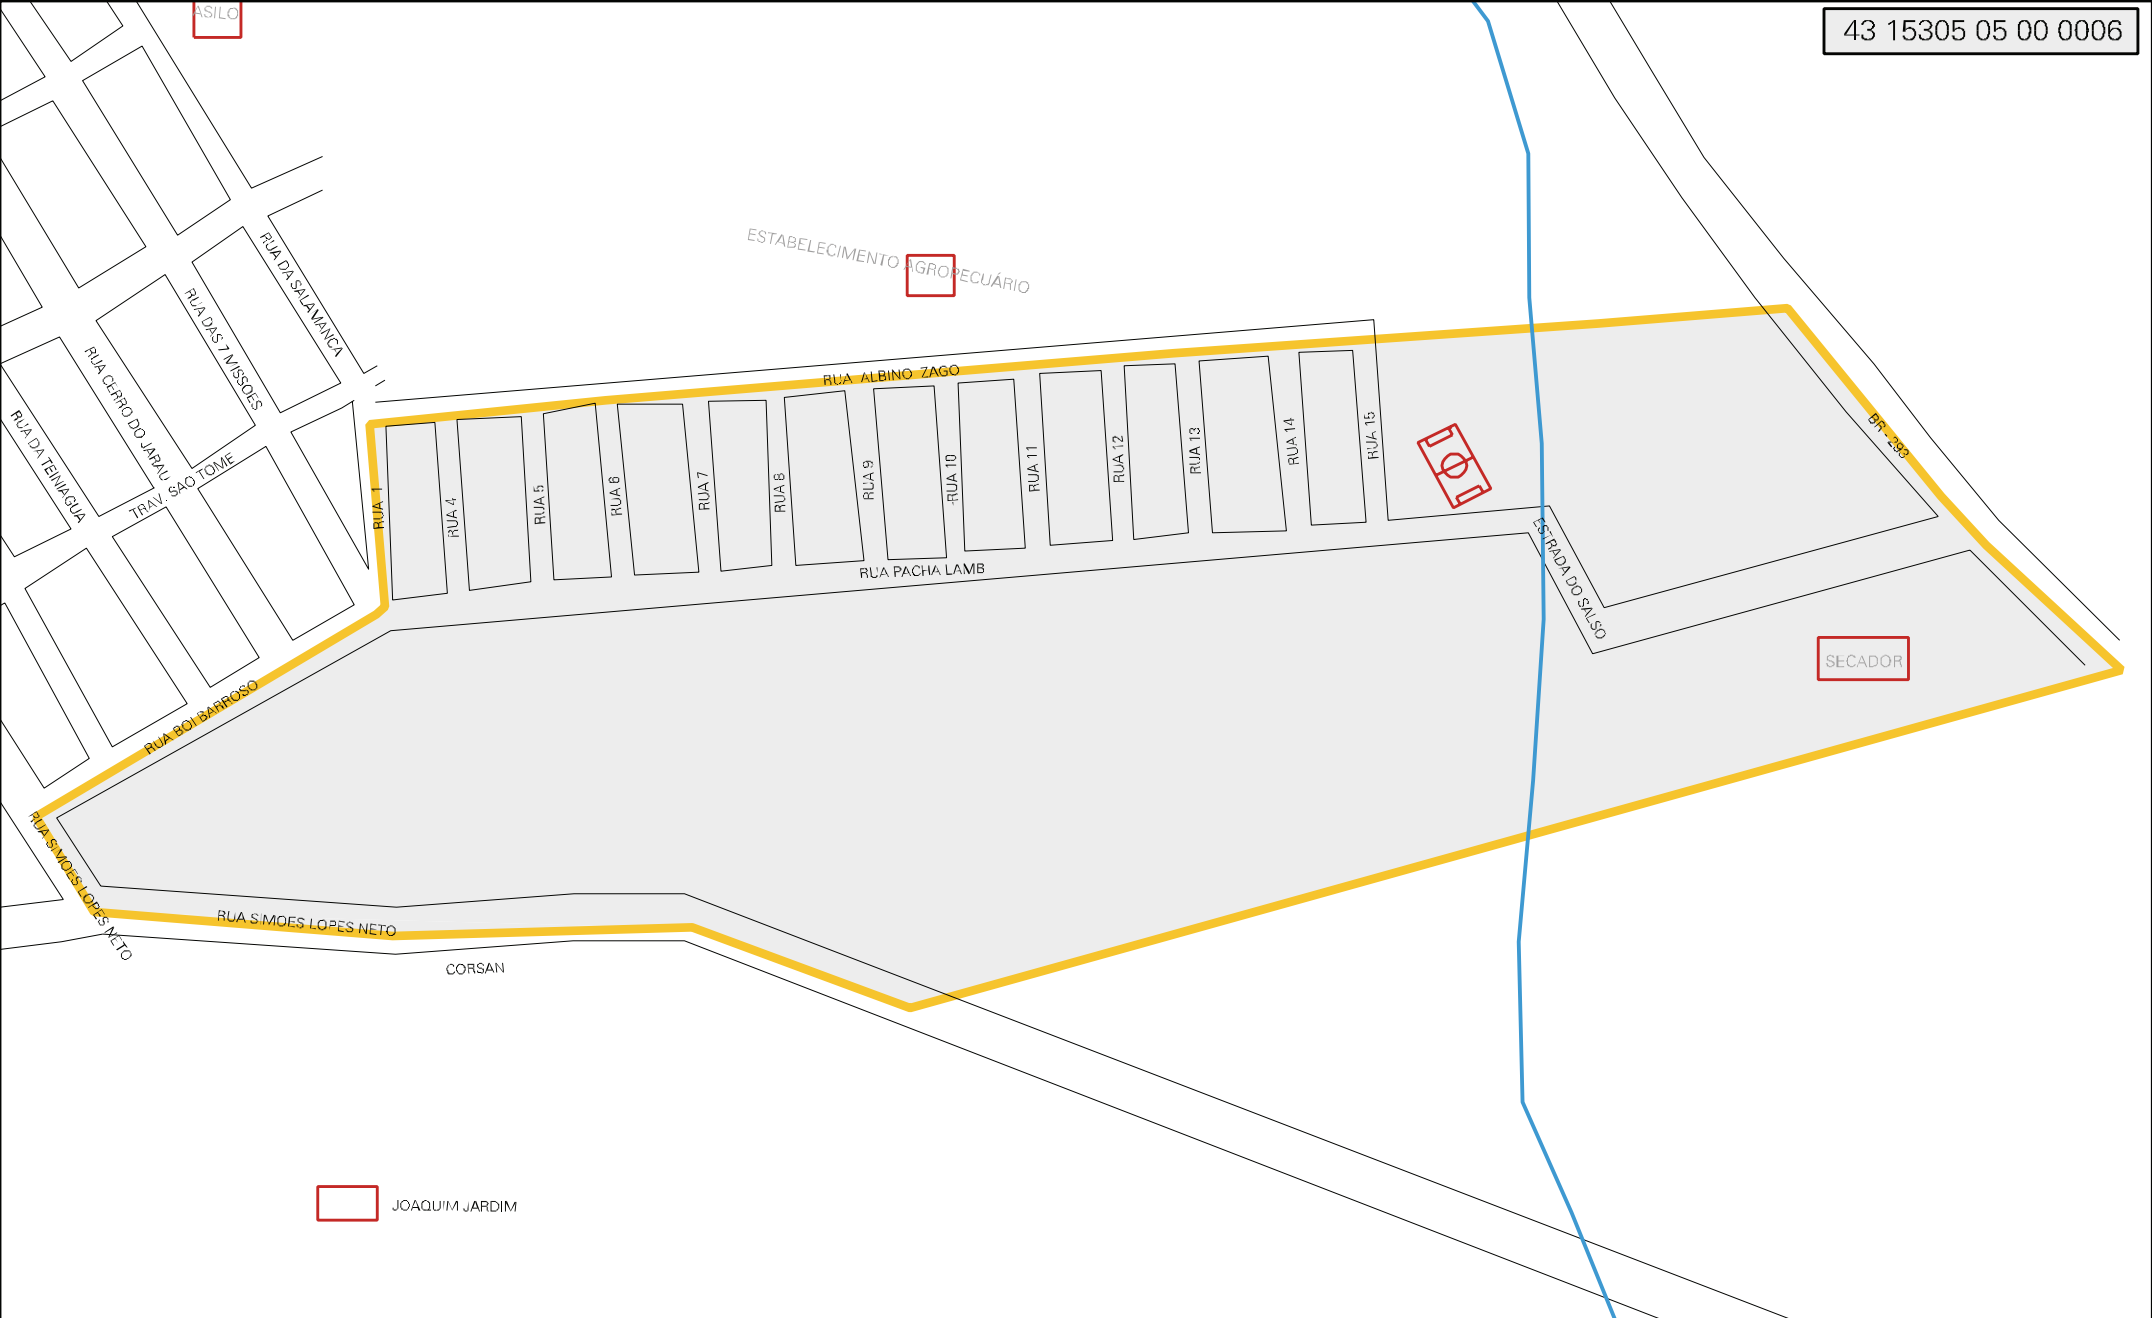 ASILO
43 15305 05 00 0006
ESTABELECIMENTO AGROPECUÁRIO
RUA DA SALAMANCA
RUA DAS 7 MISSOES
RUA CERRO DO JARAU
RUA DA TEINIAGUA
TRAV. SAO TOME
RUA ALBINO ZAGO
RUA 1
RUA 4
RUA 5
RUA 6
RUA 7
RUA 8
RUA 9
RUA 10
RUA 11
RUA 12
RUA 13
RUA 14
RUA 15
BR - 293
RUA PACHA LAMB
ESTRADA DO SALSO
SECADOR
RUA BOI BARROSO
RUA SIMOES LOPES NETO
RUA SIMOES LOPES NETO
CORSAN
JOAQUIM JARDIM